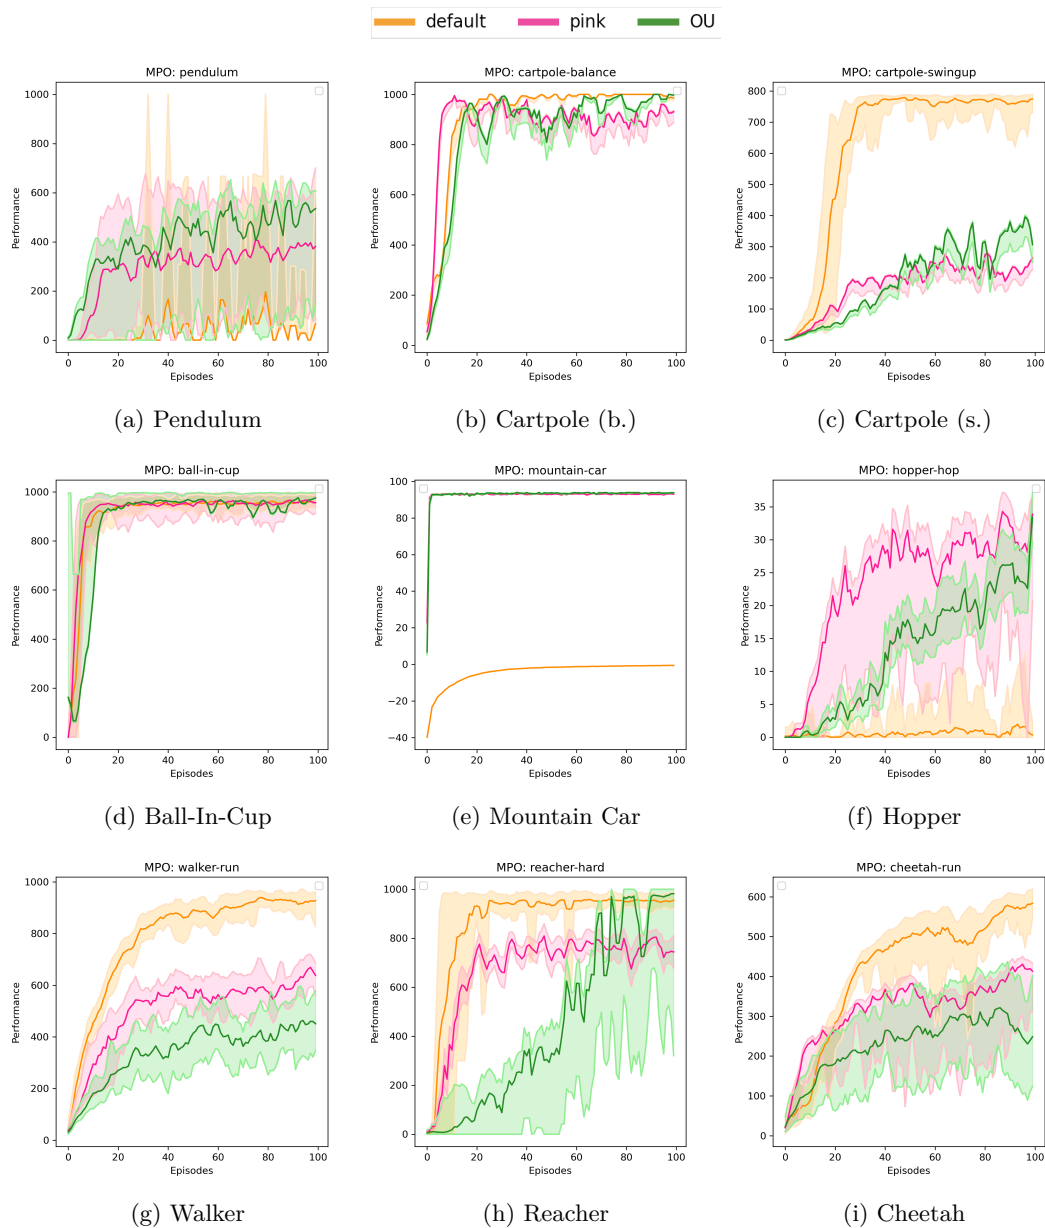 default pink OU
MPO: pendulum
Performance
1000
800
600
400
200
0
0 20 40 60 80 100
Episodes
(a) Pendulum
MPO: cartpole-balance
Performance
1000
800
600
400
200
0
0 20 40 60 80 100
Episodes
(b) Cartpole (b.)
MPO: cartpole-swingup
Performance
800
700
600
500
400
300
200
100
0
0 20 40 60 80 100
Episodes
(c) Cartpole (s.)
MPO: ball-in-cup
Performance
1000
800
600
400
200
0
0 20 40 60 80 100
Episodes
(d) Ball-In-Cup
MPO: mountain-car
Performance
100
80
60
40
20
0
−20
−40
0 20 40 60 80 100
Episodes
(e) Mountain Car
MPO: hopper-hop
Performance
35
30
25
20
15
10
5
0
0 20 40 60 80 100
Episodes
(f) Hopper
MPO: walker-run
Performance
1000
800
600
400
200
0
0 20 40 60 80 100
Episodes
(g) Walker
MPO: reacher-hard
Performance
1000
800
600
400
200
0
0 20 40 60 80 100
Episodes
(h) Reacher
MPO: cheetah-run
Performance
600
500
400
300
200
100
0
0 20 40 60 80 100
Episodes
(i) Cheetah